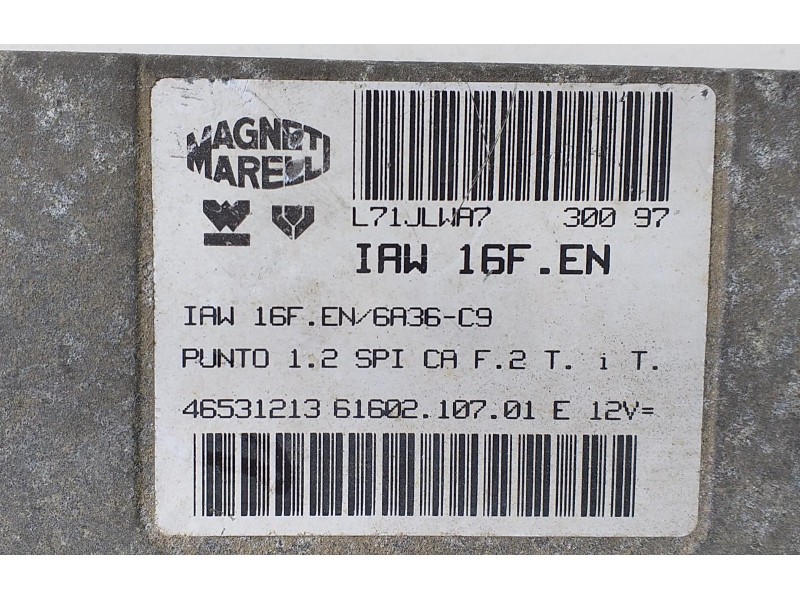 MAGNETI
MARELLI
L71JLWA7 300 97
IAW 16F.EN
IAW 16F.EN/6A36-C9
PUNTO 1.2 SPI CA F.2 T. i T.
46531213 61602.107.01 E 12V=